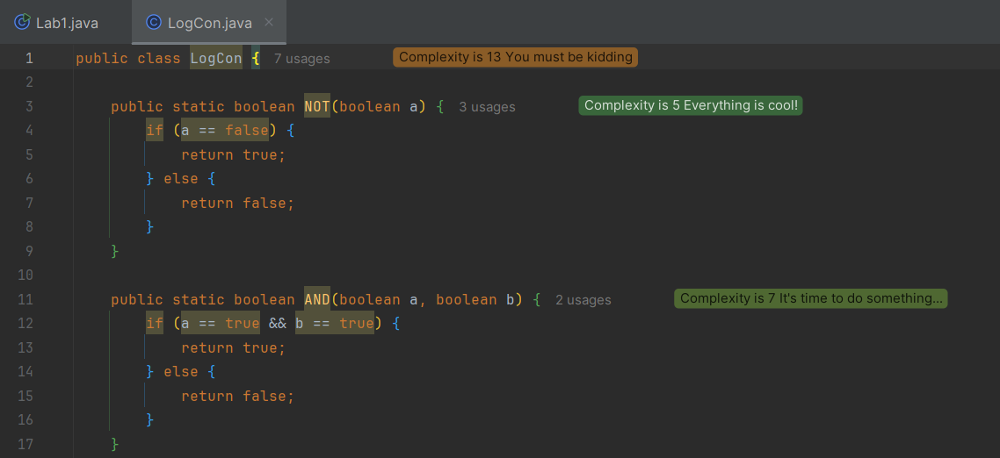 Lab1.java LogCon.java
1 public class LogCon { 7 usages Complexity is 13 You must be kidding
2
3 public static boolean NOT(boolean a) { 3 usages Complexity is 5 Everything is cool!
4 if (a == false) {
5 return true;
6 } else {
7 return false;
8 }
9 }
10
11 public static boolean AND(boolean a, boolean b) { 2 usages Complexity is 7 It's time to do something...
12 if (a == true && b == true) {
13 return true;
14 } else {
15 return false;
16 }
17 }